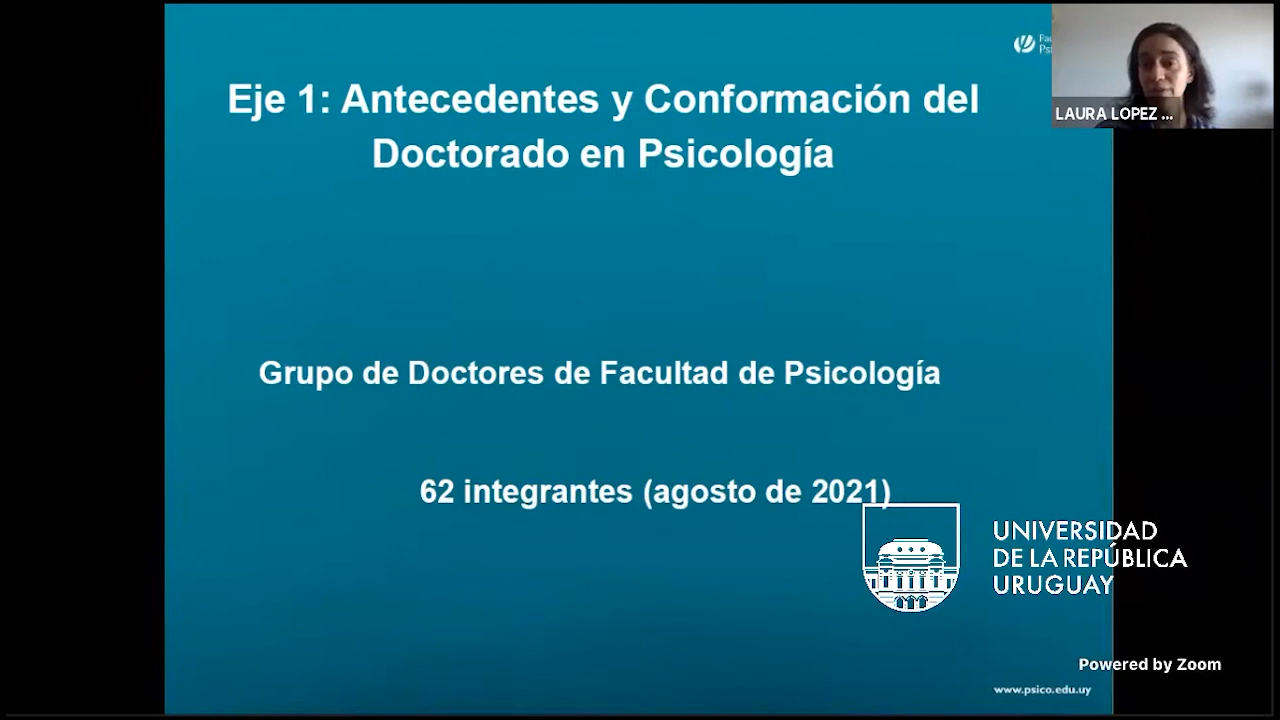 Eje 1: Antecedentes y Conformación del
Doctorado en Psicología
LAURA LOPEZ ...
Grupo de Doctores de Facultad de Psicología
62 integrantes (agosto de 2021)
UNIVERSIDAD
DE LA REPÚBLICA
URUGUAY
Powered by Zoom
www.psico.edu.uy